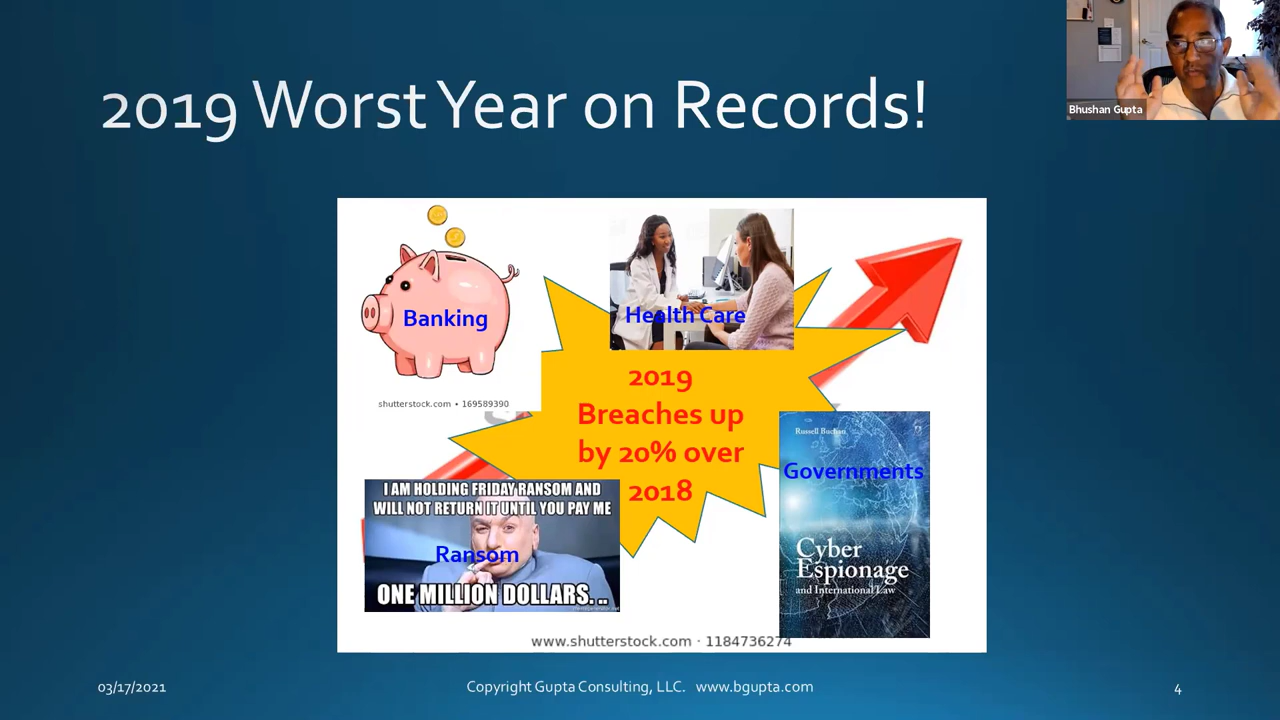 2019 Worst Year on Records!
Bhushan Gupta
Banking
shutterstock.com • 169589390
Health Care
2019
Breaches up
by 20% over
2018
I AM HOLDING FRIDAY RANSOM AND
WILL NOT RETURN IT UNTIL YOU PAY ME
Ransom
ONE MILLION DOLLARS. ..
Governments
Cyber
Espionage
and International Law
www.shutterstock.com · 1184736274
03/17/2021
Copyright Gupta Consulting, LLC. www.bgupta.com
4